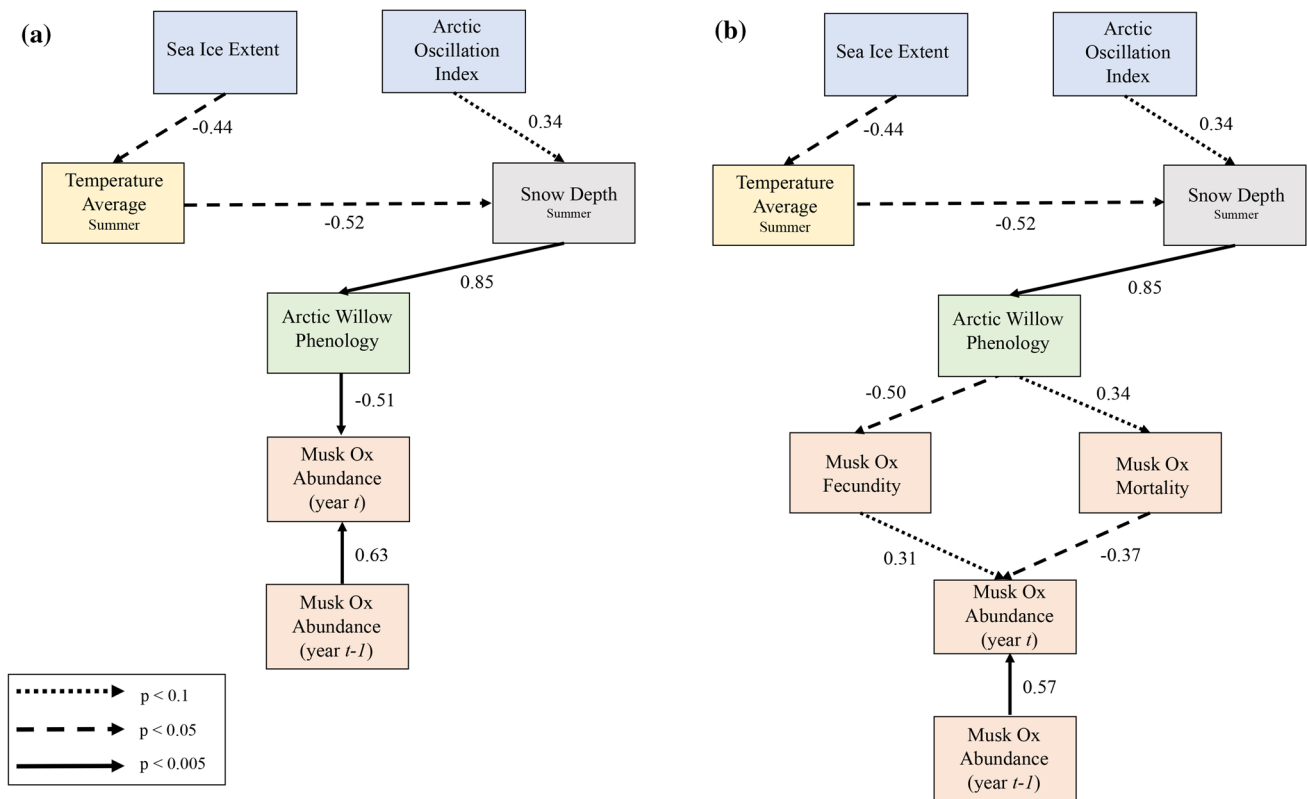 (a)
Sea Ice Extent
Arctic
Oscillation
Index
-0.44
0.34
Temperature
Average
Summer
-0.52
Snow Depth
Summer
0.85
Arctic Willow
Phenology
-0.51
Musk Ox
Abundance
(year t)
0.63
Musk Ox
Abundance
(year t-1)
p < 0.1
p < 0.05
p < 0.005
(b)
Sea Ice Extent
Arctic
Oscillation
Index
-0.44
0.34
Temperature
Average
Summer
-0.52
Snow Depth
Summer
0.85
Arctic Willow
Phenology
-0.50
0.34
Musk Ox
Fecundity
Musk Ox
Mortality
0.31
-0.37
Musk Ox
Abundance
(year t)
0.57
Musk Ox
Abundance
(year t-1)